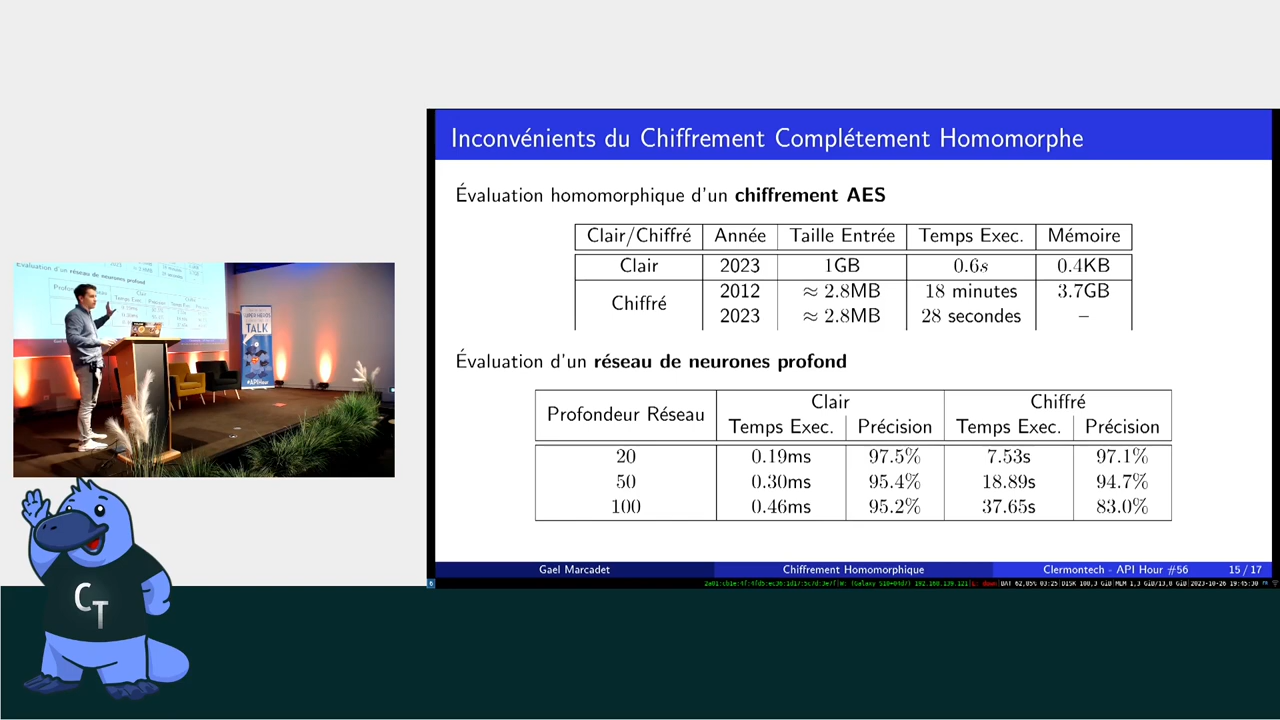 Inconvénients du Chiffrement Complétement Homomorphe
Évaluation homomorphique d'un chiffrement AES
Clair/Chiffré Année Taille Entrée Temps Exec. Mémoire
Clair 2023 1GB 0.6s 0.4KB
Chiffré 2012 ≈ 2.8MB 18 minutes 3.7GB
2023 ≈ 2.8MB 28 secondes –
Évaluation d'un réseau de neurones profond
Profondeur Réseau Clair Chiffré
Temps Exec. Précision Temps Exec. Précision
20 0.19ms 97.5% 7.53s 97.1%
50 0.30ms 95.4% 18.89s 94.7%
100 0.46ms 95.2% 37.65s 83.0%
Gael Marcadet Chiffrement Homomorphique Clermontech - API Hour #56 15 / 17
TALK
#APIHour
CT